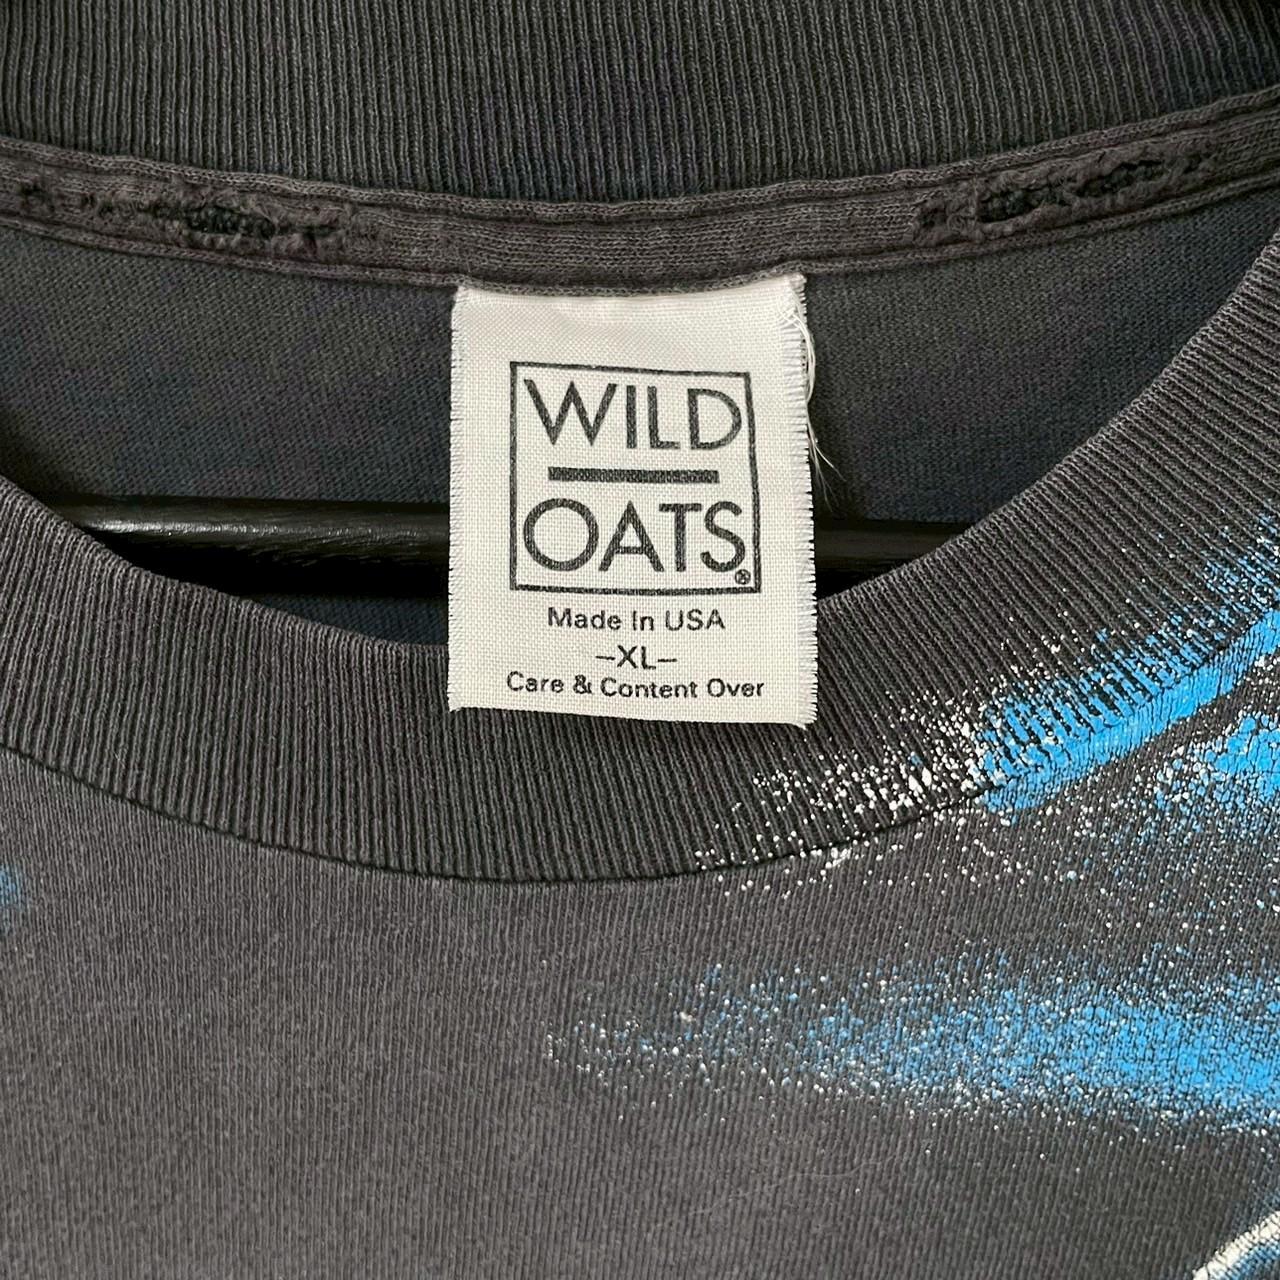 WILD
OATS®
Made In USA
–XL–
Care & Content Over